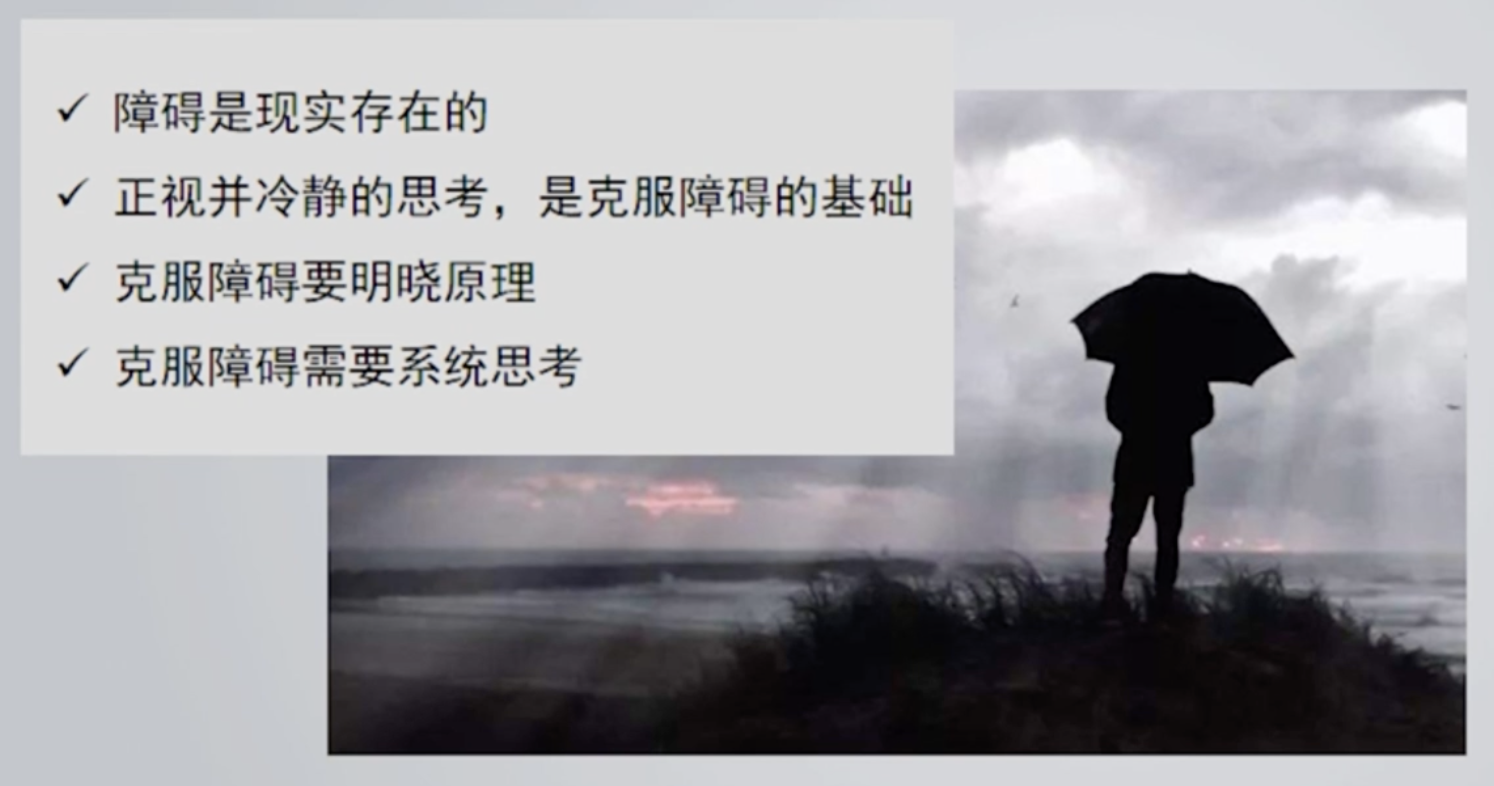 ✓ 障碍是现实存在的
✓ 正视并冷静的思考，是克服障碍的基础
✓ 克服障碍要明晓原理
✓ 克服障碍需要系统思考